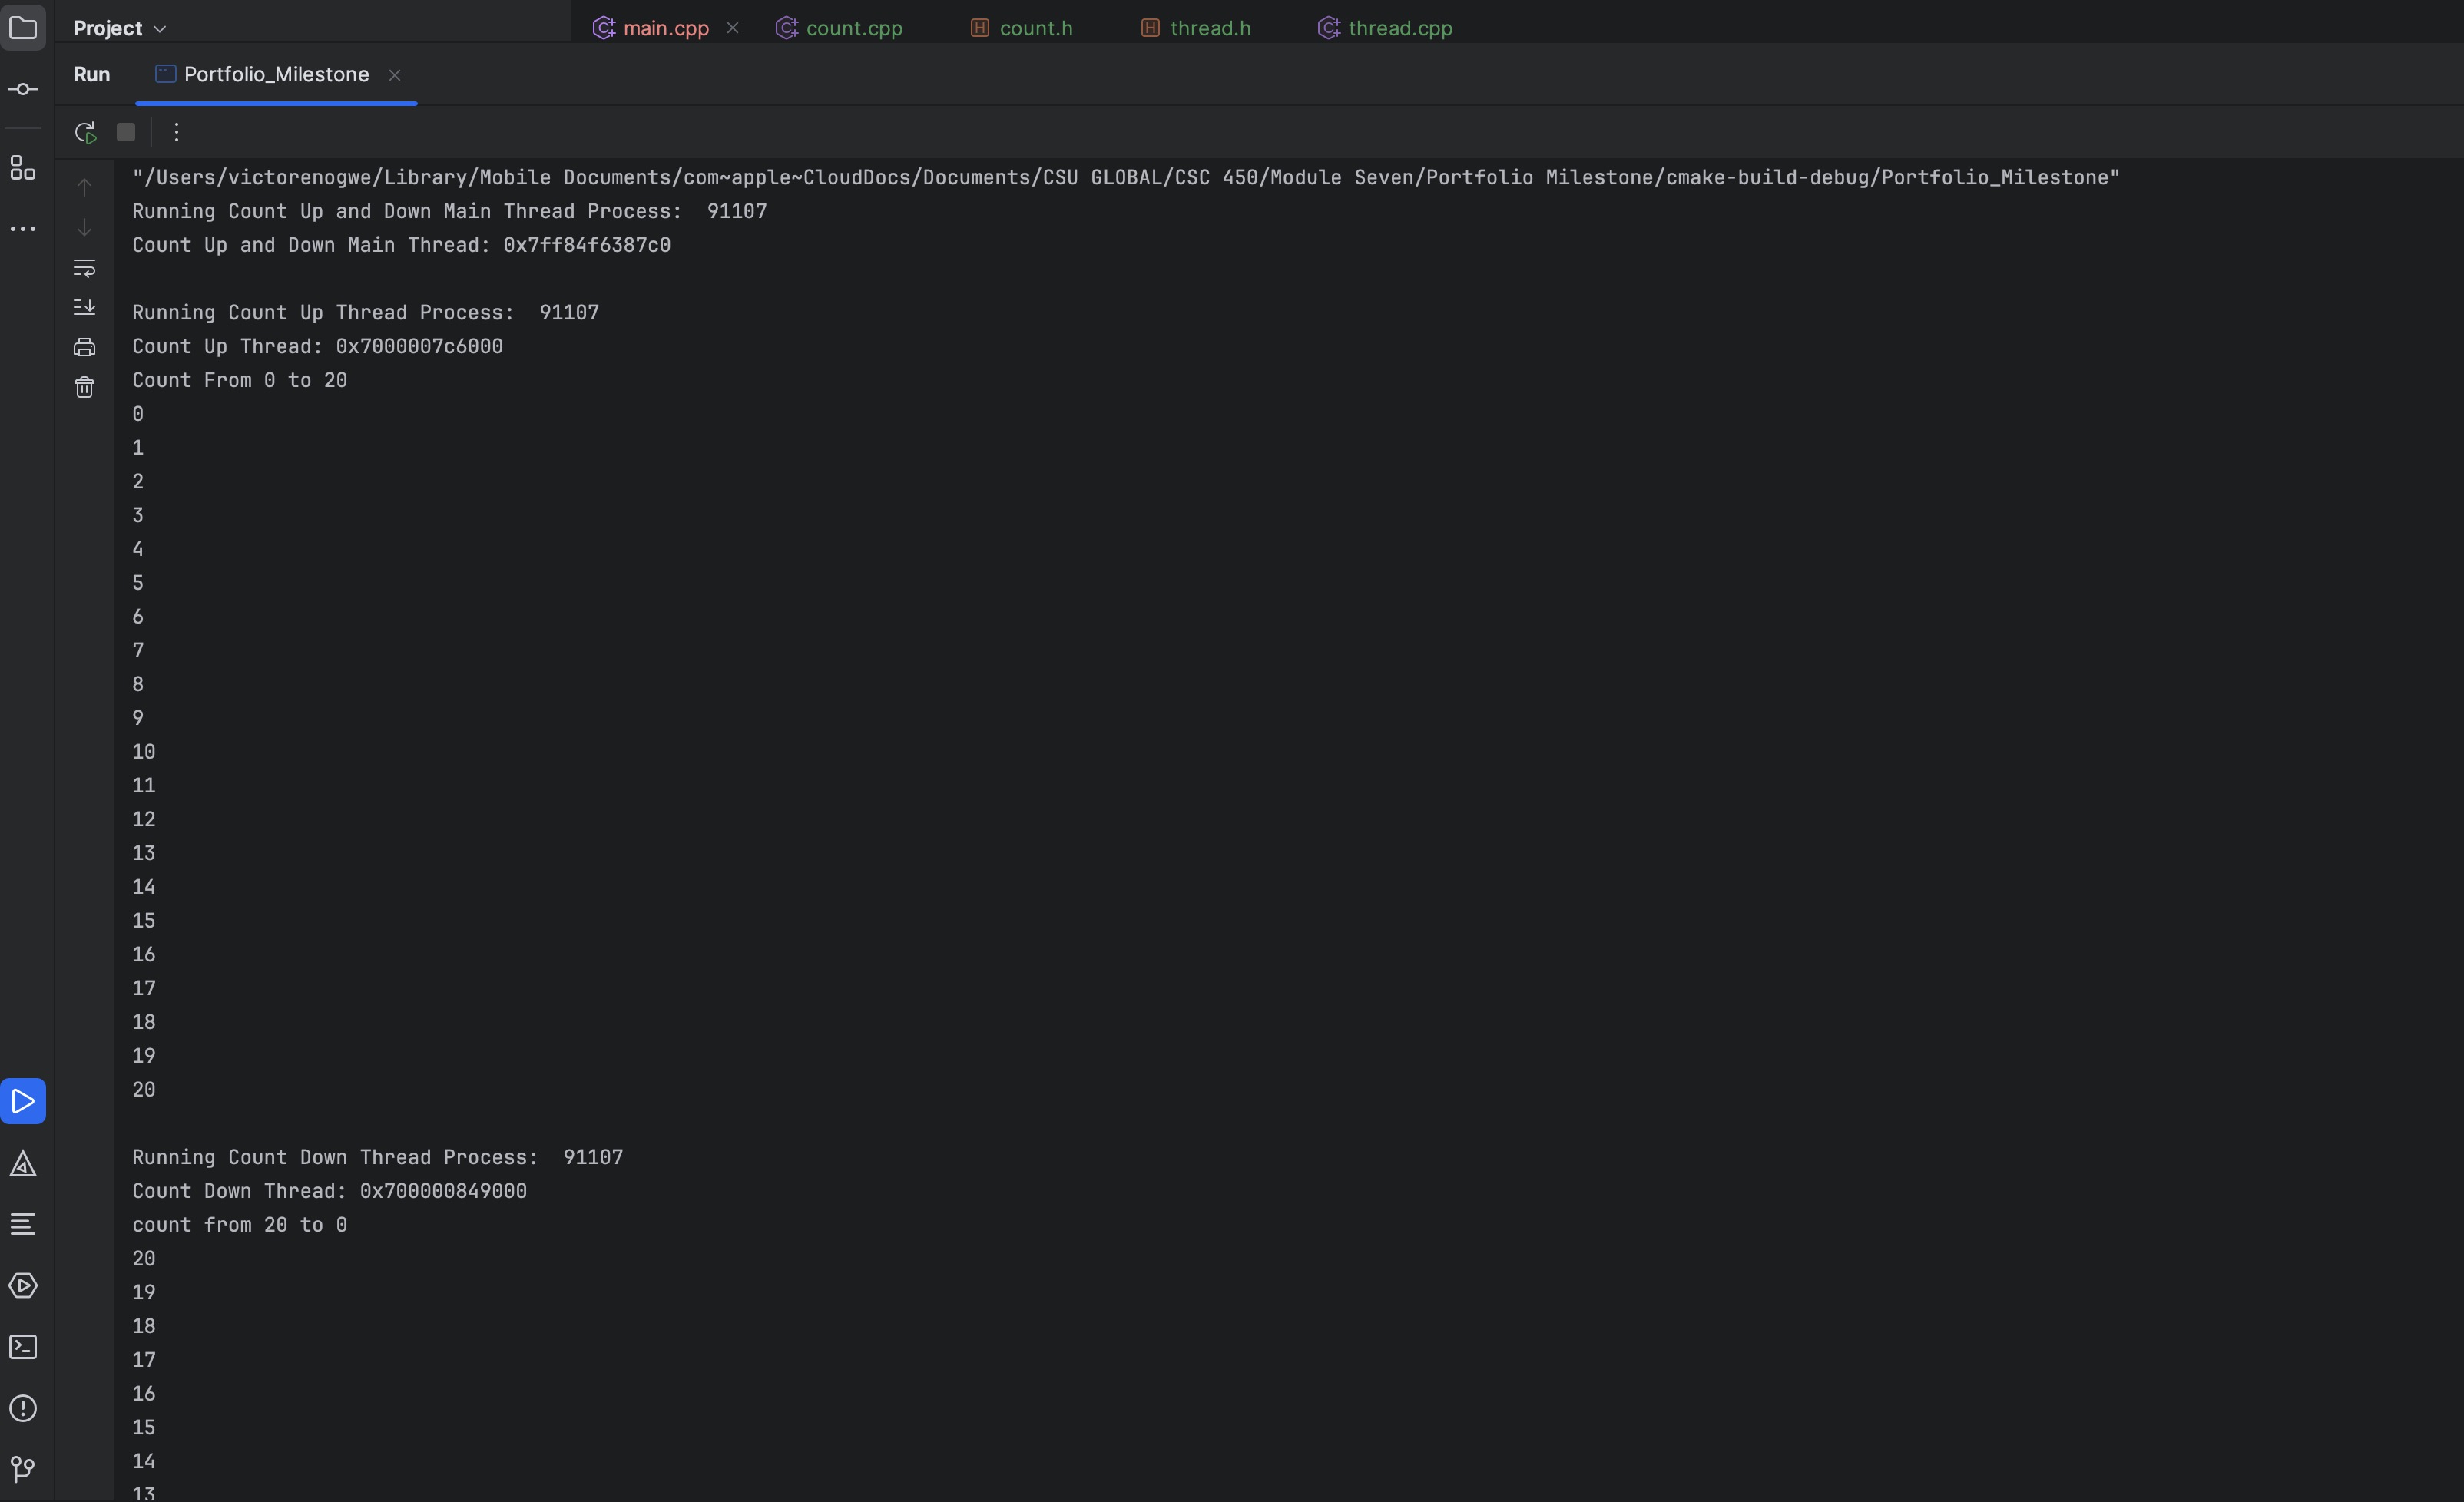 Project
main.cpp
count.cpp
count.h
thread.h
thread.cpp
Run
Portfolio_Milestone
"/Users/victorenogwe/Library/Mobile Documents/com~apple~CloudDocs/Documents/CSU GLOBAL/CSC 450/Module Seven/Portfolio Milestone/cmake-build-debug/Portfolio_Milestone"
Running Count Up and Down Main Thread Process:  91107
Count Up and Down Main Thread: 0x7ff84f6387c0
Running Count Up Thread Process:  91107
Count Up Thread: 0x7000007c6000
Count From 0 to 20
0
1
2
3
4
5
6
7
8
9
10
11
12
13
14
15
16
17
18
19
20
Running Count Down Thread Process:  91107
Count Down Thread: 0x700000849000
count from 20 to 0
20
19
18
17
16
15
14
13